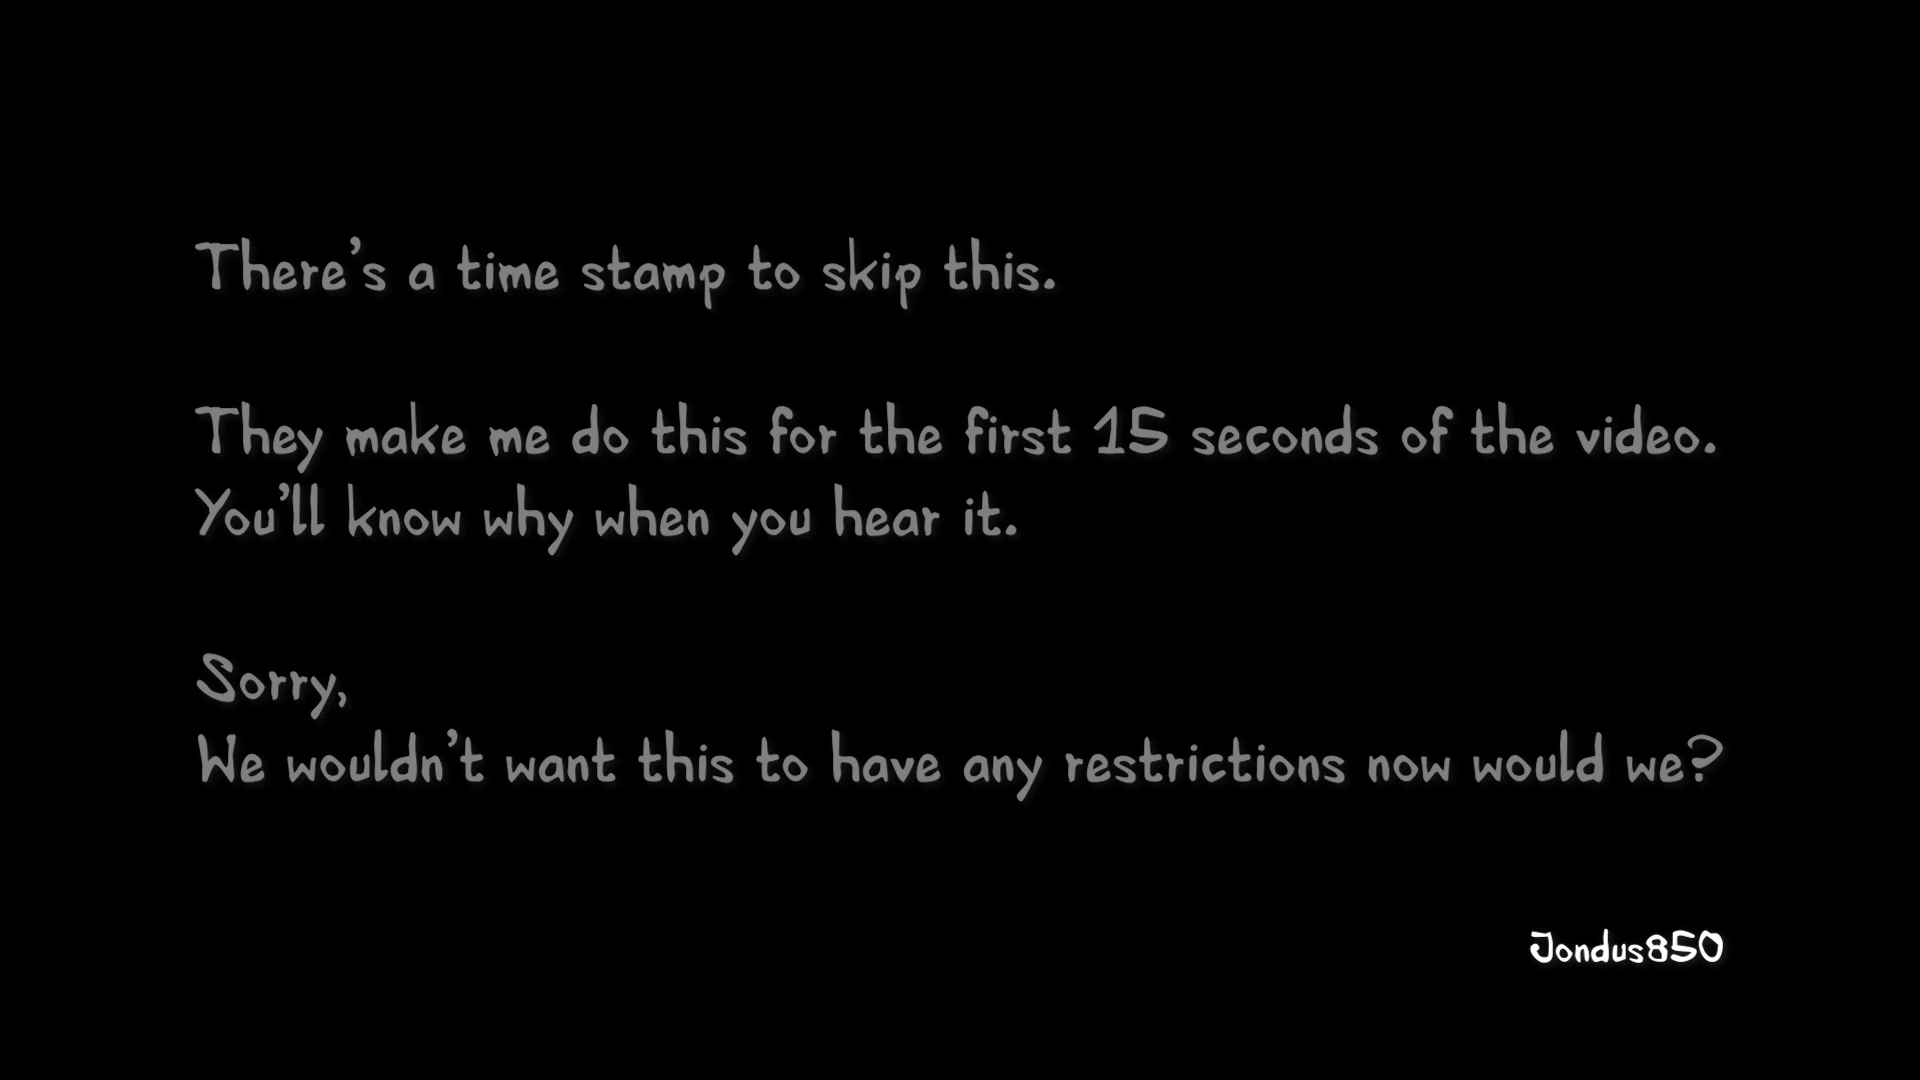 There's a time stamp to skip this.
They make me do this for the first 15 seconds of the video.
You'll know why when you hear it.
Sorry,
We wouldn't want this to have any restrictions now would we?
Jondus850